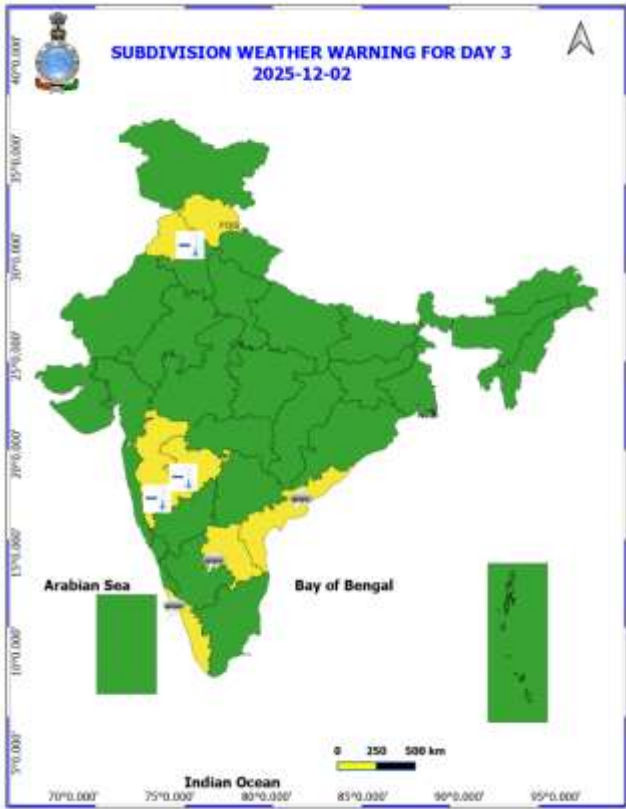 SUBDIVISION WEATHER WARNING FOR DAY 3
2025-12-02
40°0.000'
35°0.000'
30°0.000'
25°0.000'
20°0.000'
15°0.000'
10°0.000'
5°0.000'
FOG
Arabian Sea
Bay of Bengal
0 250 500 km
Indian Ocean
70°0.000' 75°0.000' 80°0.000' 85°0.000' 90°0.000' 95°0.000'